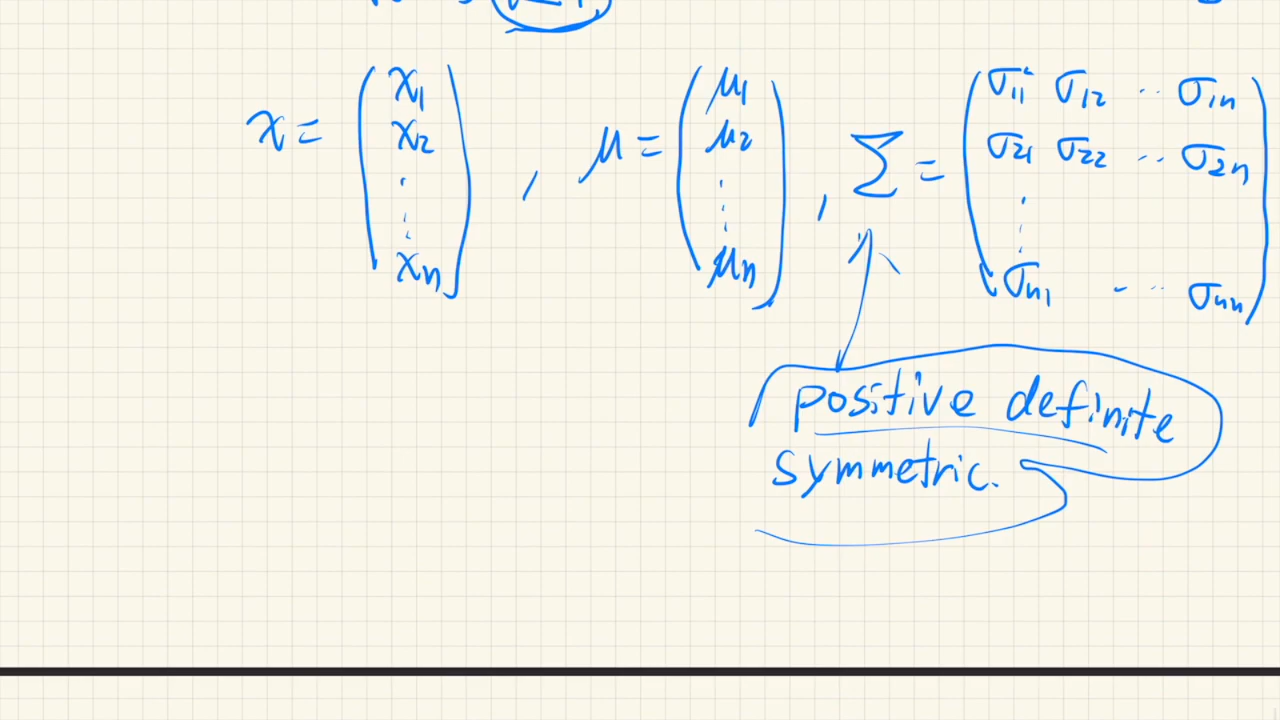 x = (x₁ x₂ ⋮ xₙ) , μ = (μ₁ μ₂ ⋮ μₙ) , Σ = (σ₁₁ σ₁₂ ‥ σ₁ₙ
σ₂₁ σ₂₂ ‥ σ₂ₙ
⋮
σₙ₁ ‥ σₙₙ)
positive definite
symmetric.